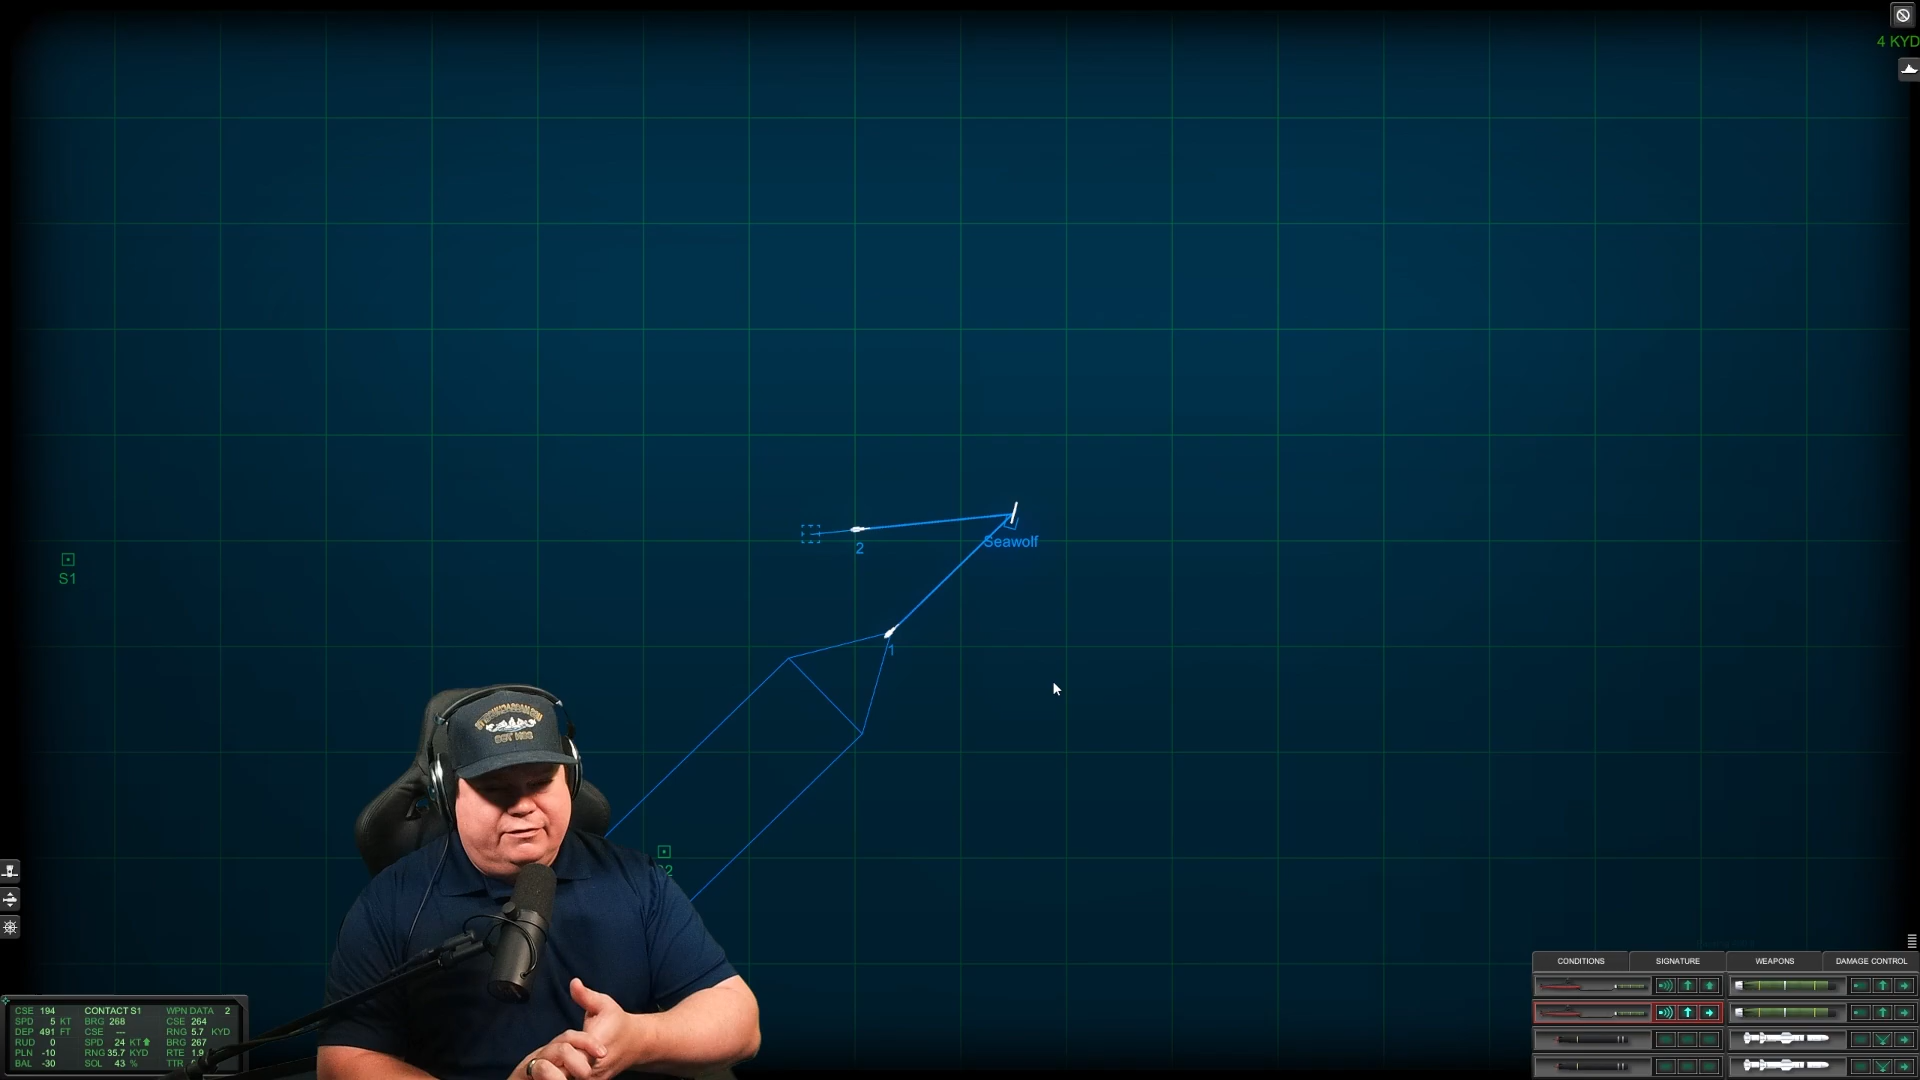 4 KYD
2
Seawolf
S1
1
2
CONDITIONS SIGNATURE WEAPONS DAMAGE CONTROL
CSE 194 CONTACT S1 WPN DATA 2
SPD 5 KT BRG 268 CSE 264
DEP 491 FT CSE --- RNG 5.7 KYD
RUD 0 SPD 24 KT BRG 267
PLN -10 RNG 35.7 KYD RTE 1.9
BAL -30 SOL 43 % TTR